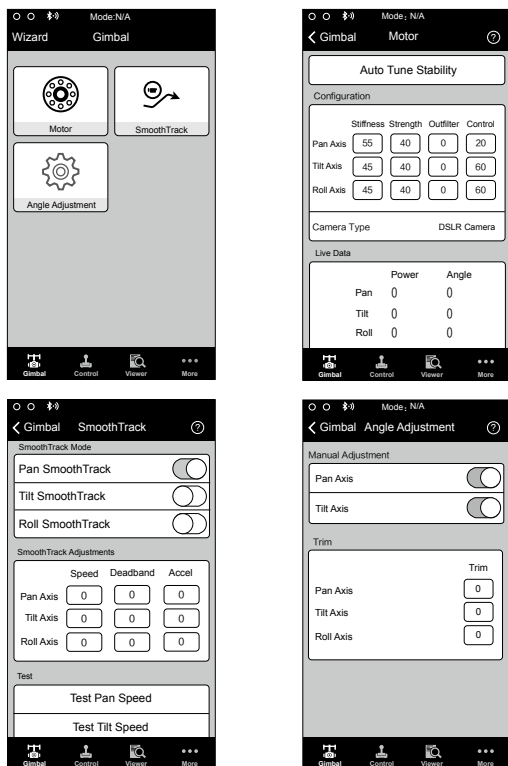 Mode:N/A
Wizard Gimbal
Motor
SmoothTrack
Angle Adjustment
Gimbal Control Viewer More
Mode: N/A
Gimbal Motor ?
Auto Tune Stability
Configuration
Stiffness Strength Outfilter Control
Pan Axis 55 40 0 20
Tilt Axis 45 40 0 60
Roll Axis 45 40 0 60
Camera Type DSLR Camera
Live Data
Power Angle
Pan 0 0
Tilt 0 0
Roll 0 0
Gimbal Control Viewer More
Gimbal SmoothTrack ?
SmoothTrack Mode
Pan SmoothTrack
Tilt SmoothTrack
Roll SmoothTrack
SmoothTrack Adjustments
Speed Deadband Accel
Pan Axis 0 0 0
Tilt Axis 0 0 0
Roll Axis 0 0 0
Test
Test Pan Speed
Test Tilt Speed
Gimbal Control Viewer More
Mode: N/A
Gimbal Angle Adjustment ?
Manual Adjustment
Pan Axis
Tilt Axis
Trim
Trim
Pan Axis 0
Tilt Axis 0
Roll Axis 0
Gimbal Control Viewer More